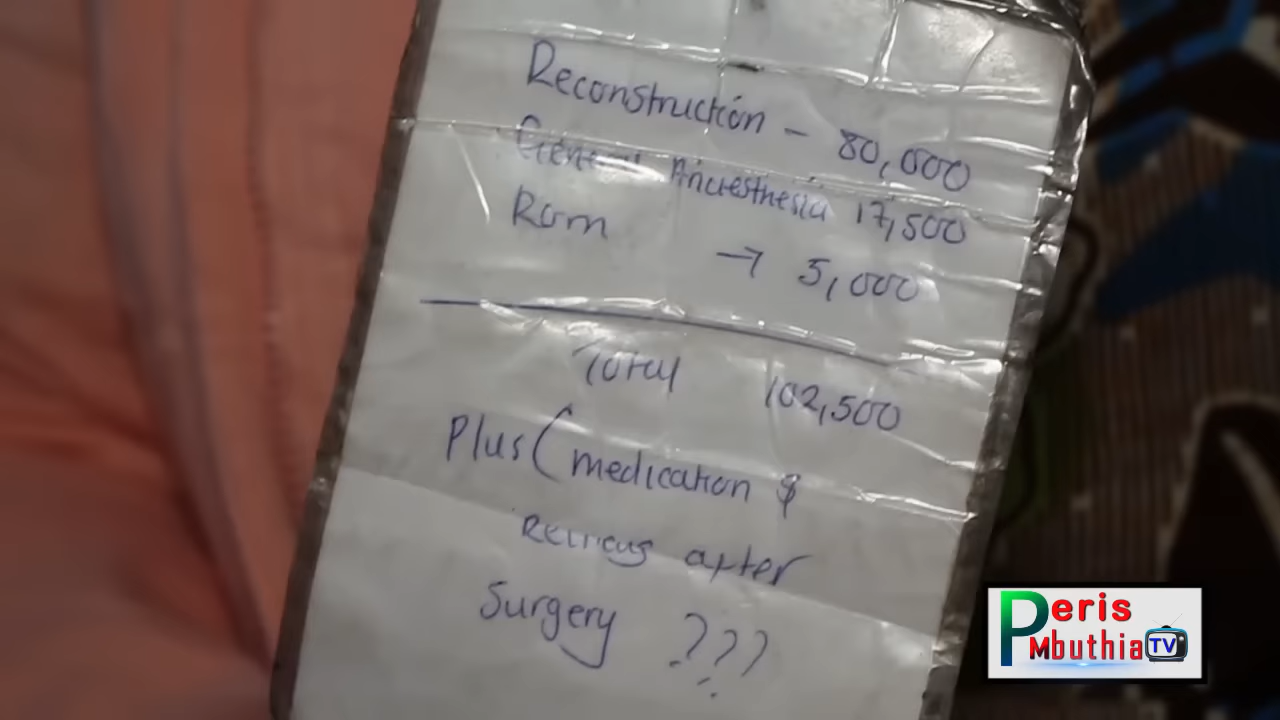 Reconstruction - 80,000
General Anaesthesia 17,500
Room → 5,000
Total 102,500
Plus (medication &
after
Surgery ???
Peris
Mbuthia TV